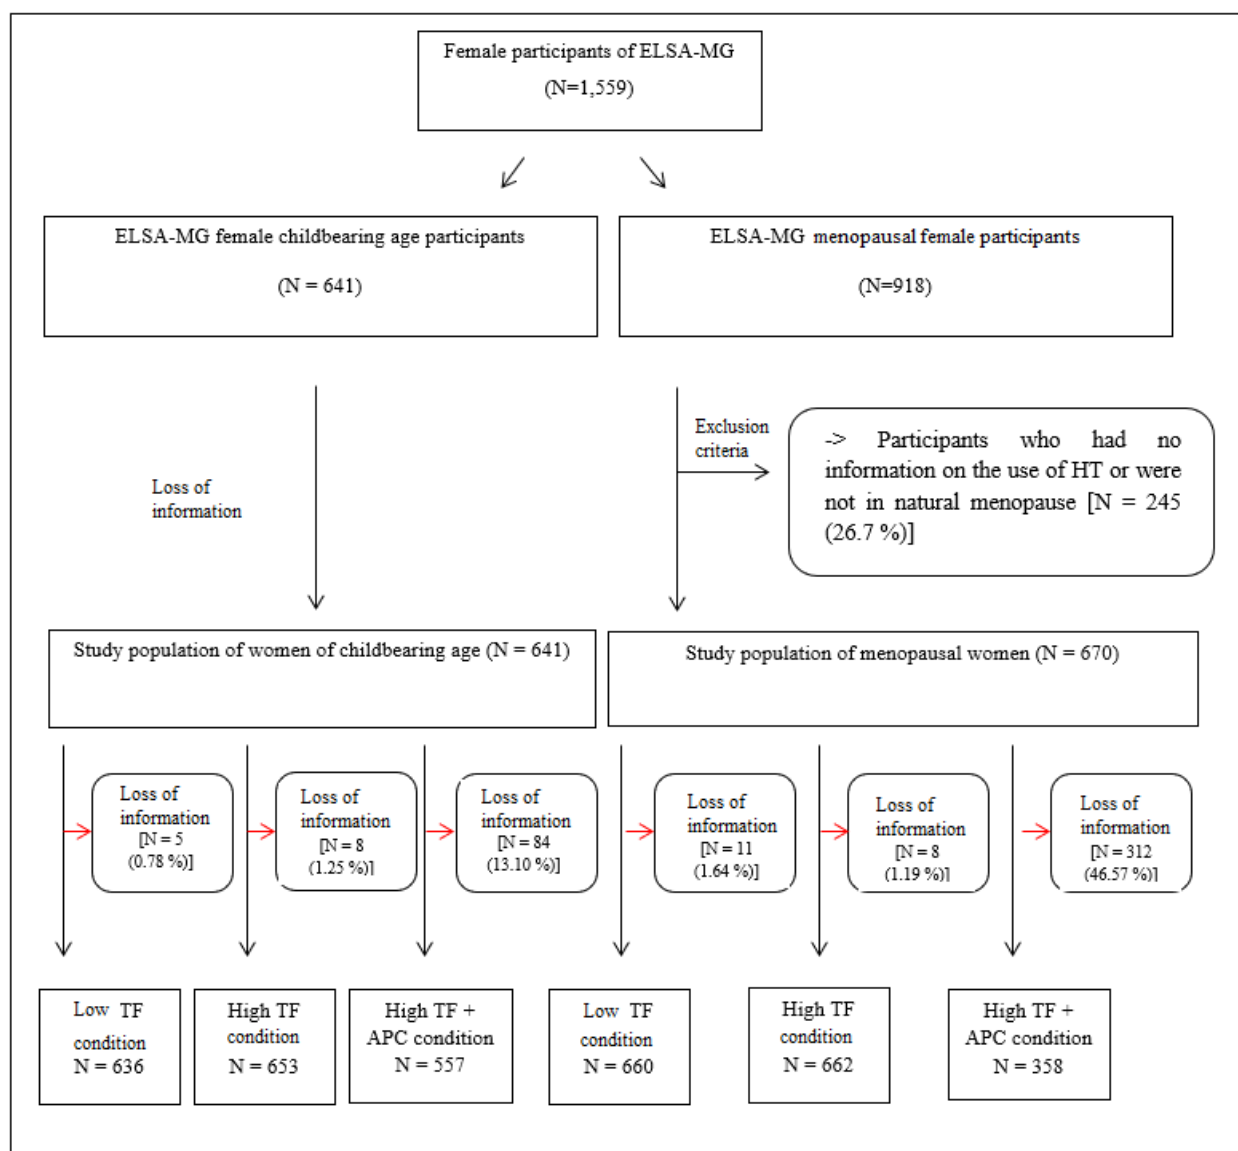 Female participants of ELSA-MG
(N=1,559)
ELSA-MG female childbearing age participants
(N = 641)
ELSA-MG menopausal female participants
(N=918)
Exclusion
criteria
-> Participants who had no
information on the use of HT or were
not in natural menopause [N = 245
(26.7 %)]
Loss of
information
Study population of women of childbearing age (N = 641)
Study population of menopausal women (N = 670)
Loss of
information
[N = 5
(0.78 %)]
Loss of
information
[N = 8
(1.25 %)]
Loss of
information
[N = 84
(13.10 %)]
Loss of
information
[N = 11
(1.64 %)]
Loss of
information
[N = 8
(1.19 %)]
Loss of
information
[N = 312
(46.57 %)]
Low TF
condition
N = 636
High TF
condition
N = 653
High TF +
APC condition
N = 557
Low TF
condition
N = 660
High TF
condition
N = 662
High TF +
APC condition
N = 358